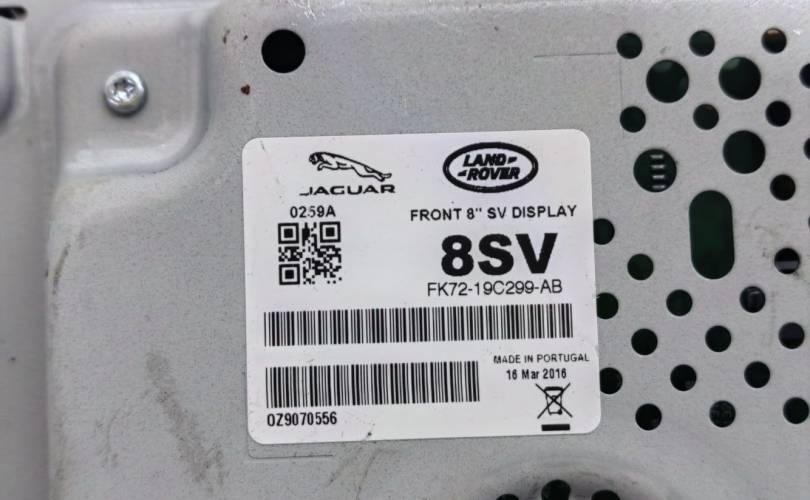 JAGUAR
LAND ROVER
0259A
FRONT 8" SV DISPLAY
8SV
FK72-19C299-AB
MADE IN PORTUGAL
16 Mar 2016
OZ9070556